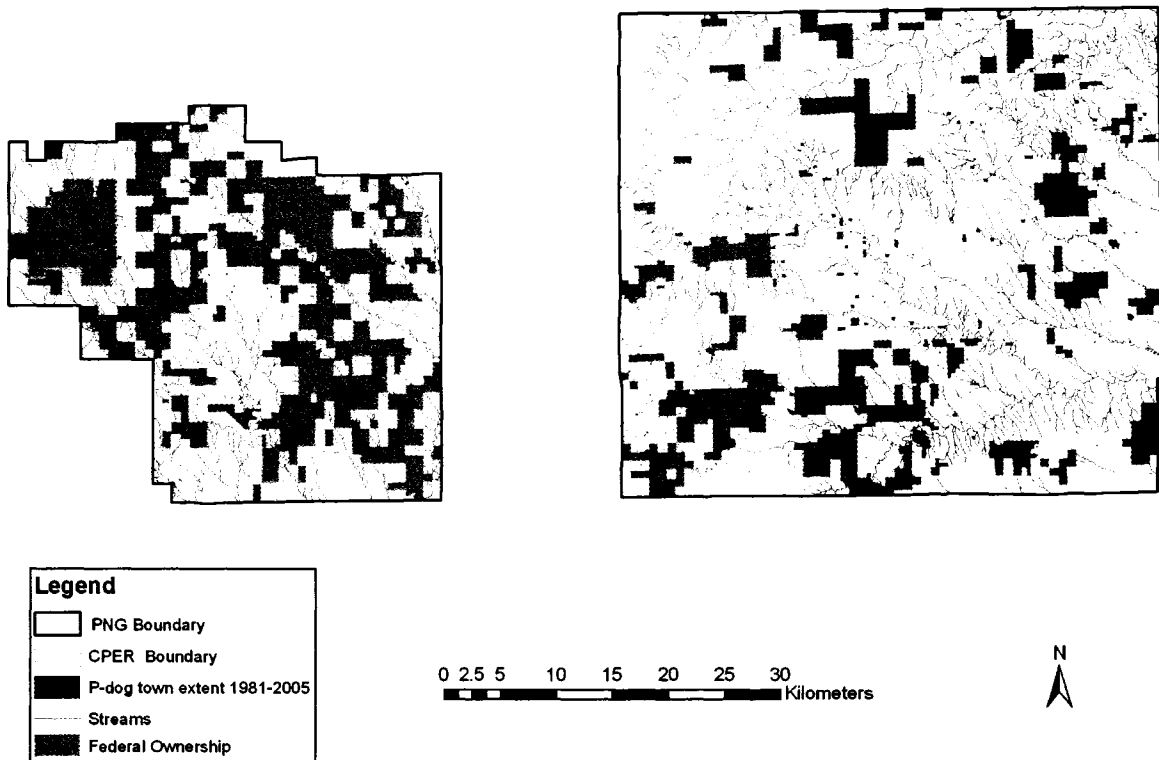 Legend
PNG Boundary
CPER Boundary
P-dog town extent 1981-2005
Streams
Federal Ownership
0 2.5 5 10 15 20 25 30
Kilometers
N